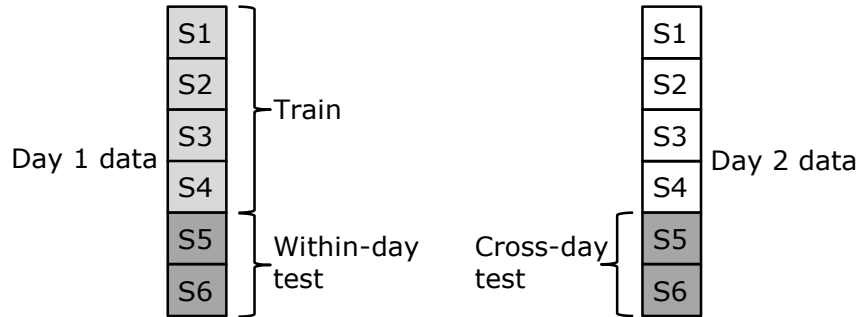 S1
S2
S3
S4
S5
S6
Day 1 data
Train
Within-day
test
S1
S2
S3
S4
S5
S6
Day 2 data
Cross-day
test